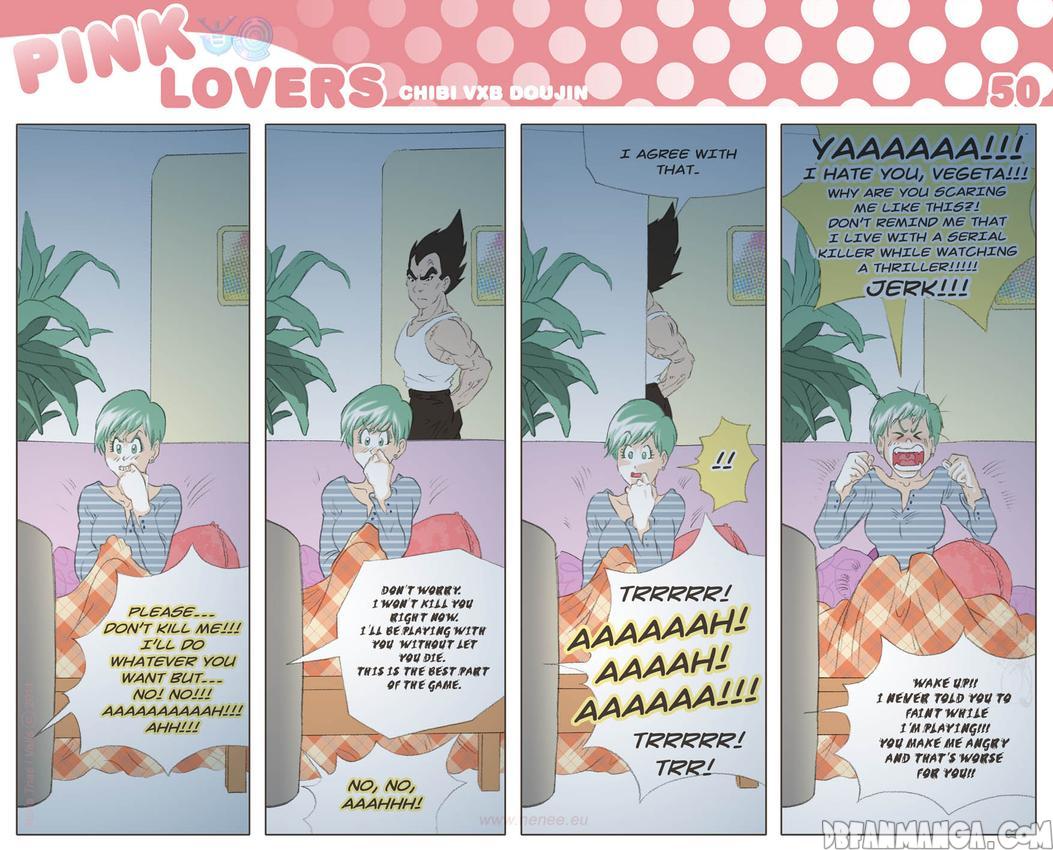 PINK
LOVERS
CHIBI VXB DOUJIN
50
PLEASE...
DON'T KILL ME!!!
I'LL DO
WHATEVER YOU
WANT BUT...
NO! NO!!!
AAAAAAAAAAH!!!
AHH!!!
DON'T WORRY.
I WON'T KILL YOU
RIGHT NOW.
I'LL BE PLAYING WITH
YOU WITHOUT LET
YOU DIE.
THIS IS THE BEST PART
OF THE GAME.
NO, NO,
AAAHHH!
I AGREE WITH
THAT.
!!
TRRRRR!
AAAAAAH!
AAAAH!
AAAAAA!!!
TRRRRR!
TRR!
YAAAAAA!!!
I HATE YOU, VEGETA!!!
WHY ARE YOU SCARING
ME LIKE THIS?!
DON'T REMIND ME THAT
I LIVE WITH A SERIAL
KILLER WHILE WATCHING
A THRILLER!!!!!
JERK!!!
WAKE UP!!
I NEVER TOLD YOU TO
FAINT WHILE
I'M PLAYING!!!
YOU MAKE ME ANGRY
AND THAT'S WORSE
FOR YOU!!
www.henee.eu
DBFANMANGA.COM